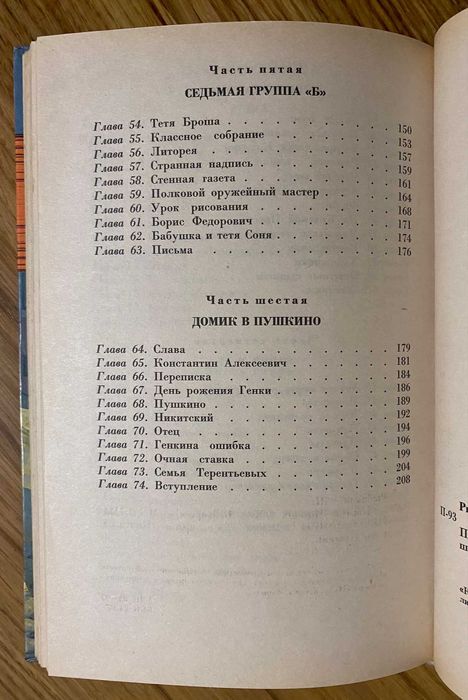 Часть пятая
СЕДЬМАЯ ГРУППА «Б»
Глава 54. Тетя Броша . . . . . . . . . . 150
Глава 55. Классное собрание . . . . . . . 153
Глава 56. Литорея . . . . . . . . . . 157
Глава 57. Странная надпись . . . . . . . 159
Глава 58. Стенная газета . . . . . . . . 161
Глава 59. Полковой оружейный мастер . . . . 164
Глава 60. Урок рисования . . . . . . . . 168
Глава 61. Борис Федорович . . . . . . . 171
Глава 62. Бабушка и тетя Соня . . . . . . 174
Глава 63. Письма . . . . . . . . . . 176
Часть шестая
ДОМИК В ПУШКИНО
Глава 64. Слава . . . . . . . . . . 179
Глава 65. Константин Алексеевич . . . . . 181
Глава 66. Переписка . . . . . . . . . 184
Глава 67. День рожения Генки . . . . . . 186
Глава 68. Пушкино . . . . . . . . . 189
Глава 69. Никитский . . . . . . . . . 192
Глава 70. Отец . . . . . . . . . . 194
Глава 71. Генкина ошибка . . . . . . . 196
Глава 72. Очная ставка . . . . . . . . 199
Глава 73. Семья Терентьевых . . . . . . 204
Глава 74. Вступление . . . . . . . . . 208
П-93